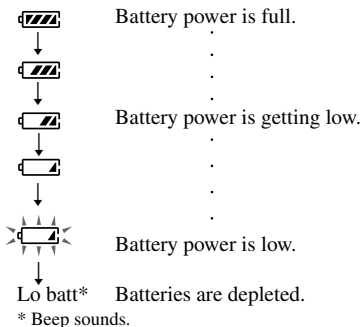 Battery power is full.
Battery power is getting low.
Battery power is low.
Lo batt* Batteries are depleted.
* Beep sounds.